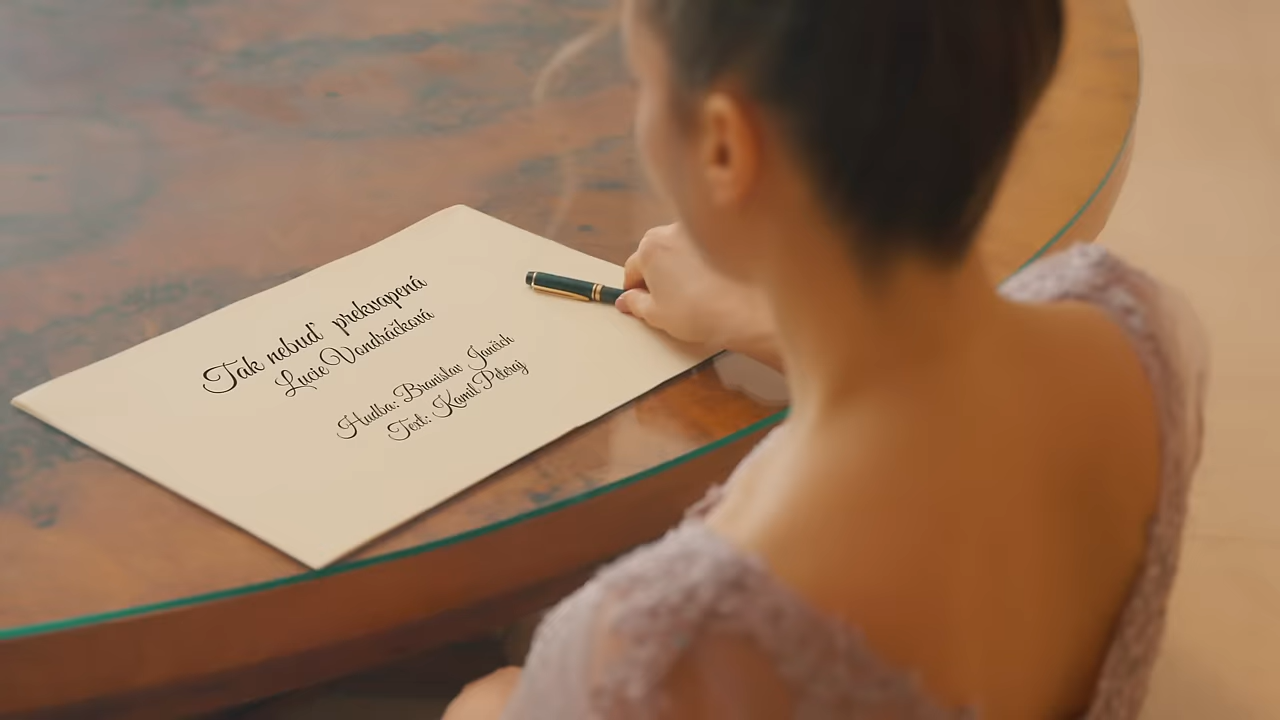 Tak nebuď prekvapená
Lucie Vondráčková
Hudba: Branislav Jančich
Text: Kamil Peteraj